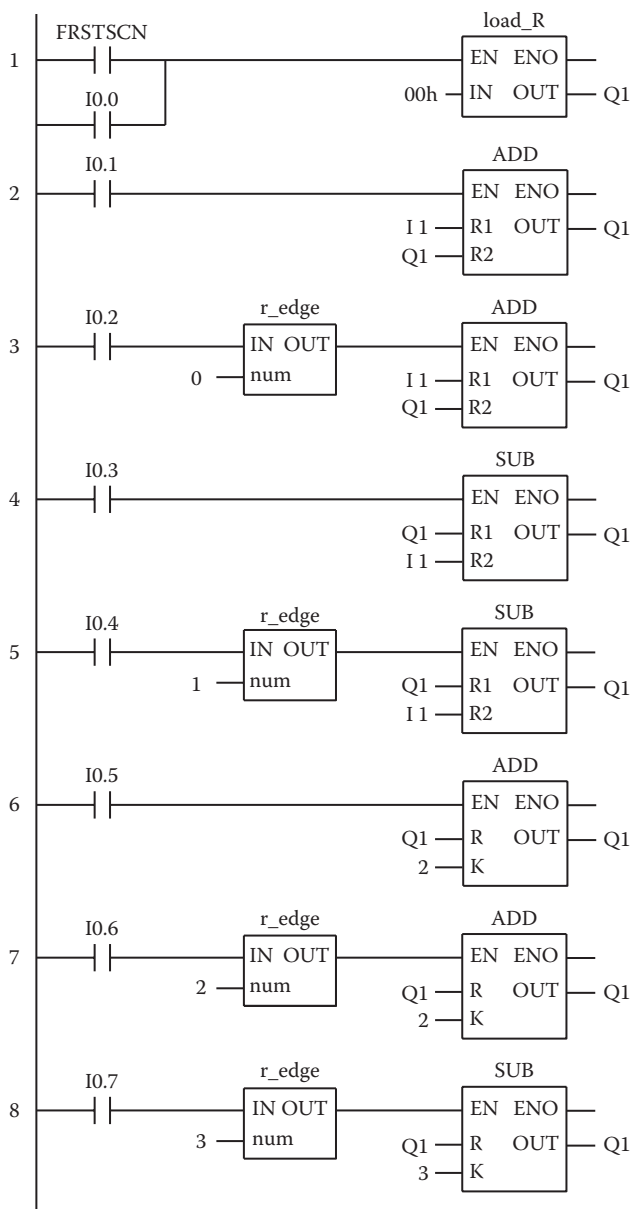 FRSTSCN
load_R
1
EN ENO
I0.0
00h
IN OUT
Q1
I0.1
ADD
2
EN ENO
I 1
R1 OUT
Q1
Q1
R2
I0.2
r_edge
ADD
3
IN OUT
EN ENO
0
num
I 1
R1 OUT
Q1
Q1
R2
I0.3
SUB
4
EN ENO
Q1
R1 OUT
Q1
I 1
R2
I0.4
r_edge
SUB
5
IN OUT
EN ENO
1
num
Q1
R1 OUT
Q1
I 1
R2
I0.5
ADD
6
EN ENO
Q1
R OUT
Q1
2
K
I0.6
r_edge
ADD
7
IN OUT
EN ENO
2
num
Q1
R OUT
Q1
2
K
I0.7
r_edge
SUB
8
IN OUT
EN ENO
3
num
Q1
R OUT
Q1
3
K